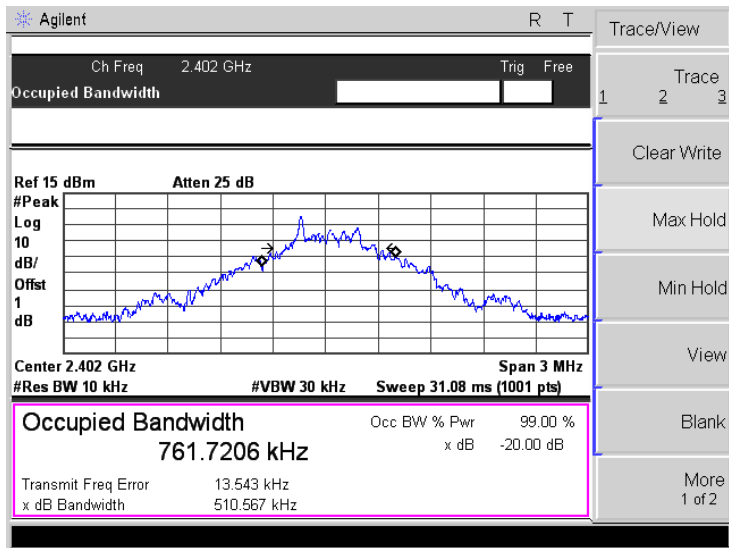 Agilent R T
Trace/View
Ch Freq 2.402 GHz Trig Free
Occupied Bandwidth
Trace
1 2 3
Clear Write
Max Hold
Min Hold
View
Blank
More
1 of 2
Ref 15 dBm Atten 25 dB
#Peak
Log
10
dB/
Offst
1
dB
Center 2.402 GHz Span 3 MHz
#Res BW 10 kHz #VBW 30 kHz Sweep 31.08 ms (1001 pts)
Occupied Bandwidth Occ BW % Pwr 99.00 %
761.7206 kHz x dB -20.00 dB
Transmit Freq Error 13.543 kHz
x dB Bandwidth 510.567 kHz